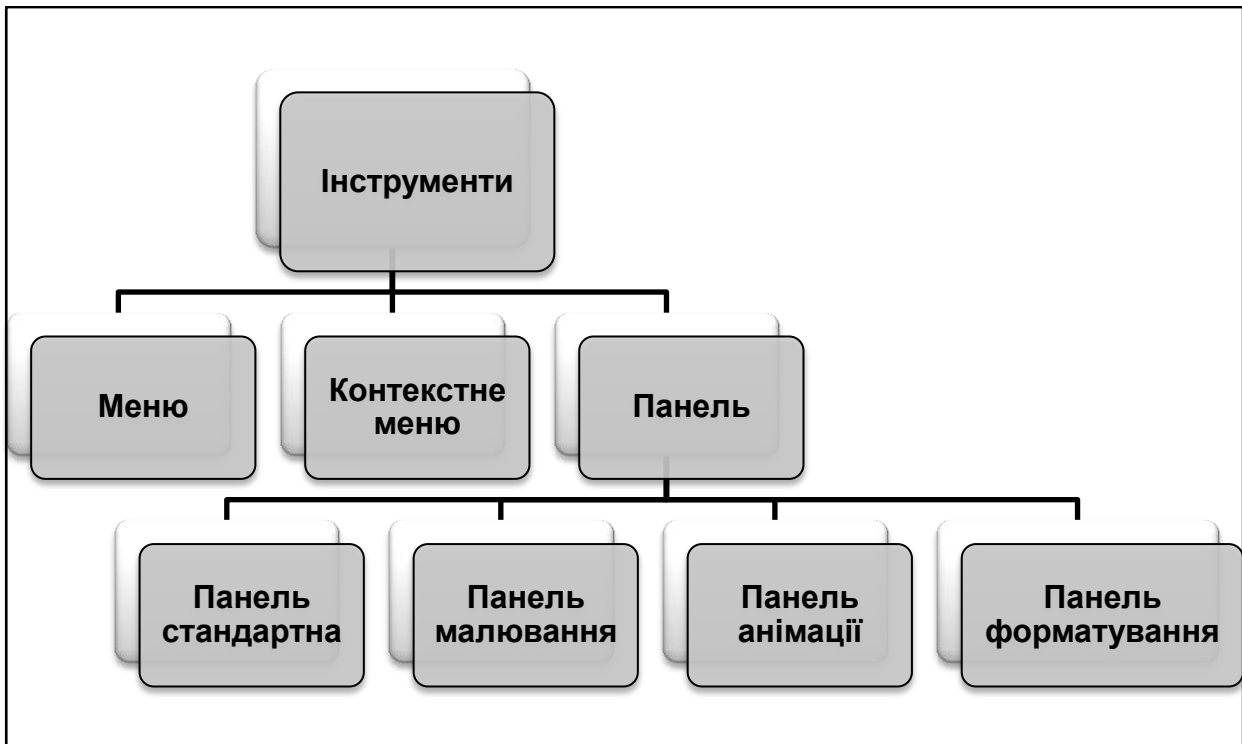 Інструменти
Меню
Контекстне
меню
Панель
Панель
стандартна
Панель
малювання
Панель
анімації
Панель
форматування